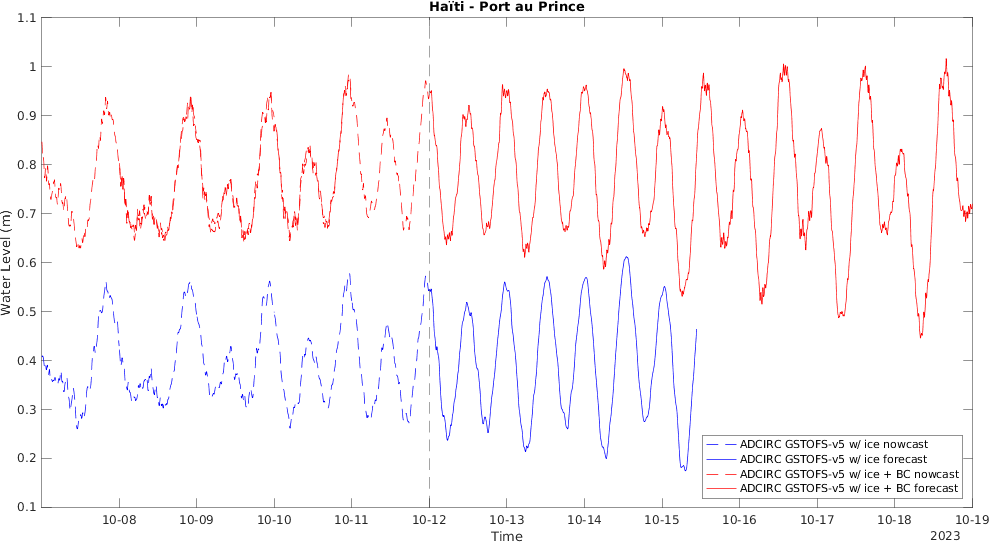 Haïti - Port au Prince
Water Level (m)
1.1
1
0.9
0.8
0.7
0.6
0.5
0.4
0.3
0.2
0.1
ADCIRC GSTOFS-v5 w/ ice nowcast
ADCIRC GSTOFS-v5 w/ ice forecast
ADCIRC GSTOFS-v5 w/ ice + BC nowcast
ADCIRC GSTOFS-v5 w/ ice + BC forecast
10-08 10-09 10-10 10-11 10-12 10-13 10-14 10-15 10-16 10-17 10-18 10-19
Time
2023